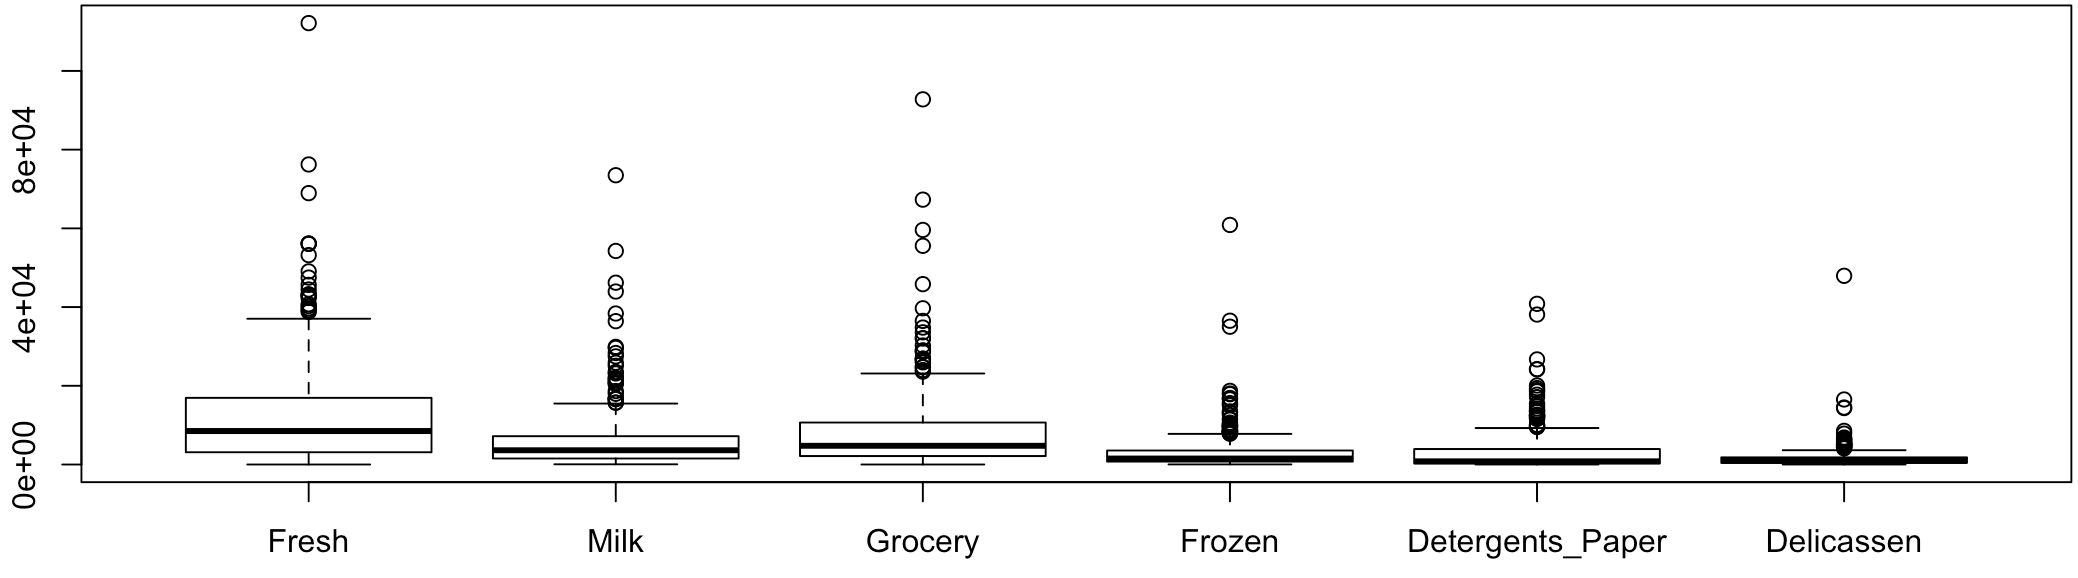 8e+04
4e+04
0e+00
Fresh Milk Grocery Frozen Detergents_Paper Delicassen